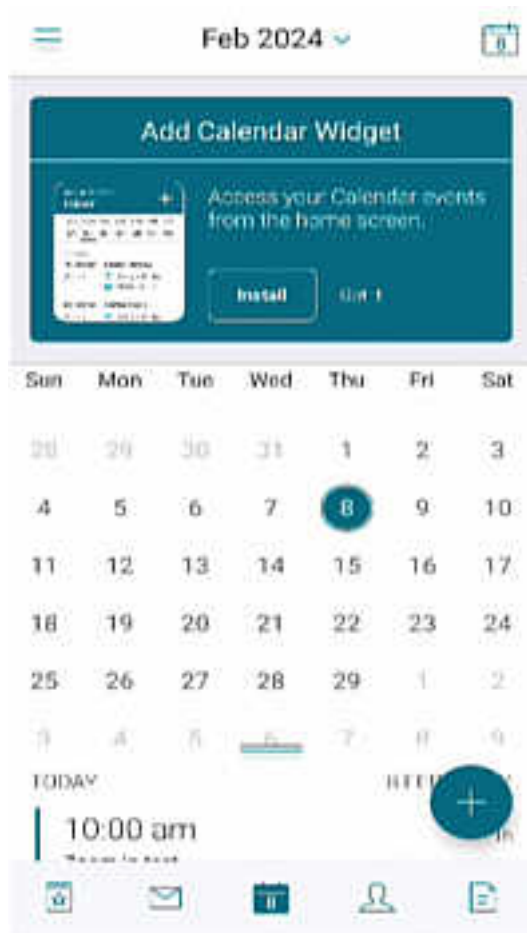 Feb 2024
8
Add Calendar Widget
Access your Calendar events
from the home screen.
Install
Sun Mon Tue Wed Thu Fri Sat
28 29 30 31 1 2 3
4 5 6 7 8 9 10
11 12 13 14 15 16 17
18 19 20 21 22 23 24
25 26 27 28 29 1 2
3 4 5 6 7 8 9
TODAY
10:00 am
8